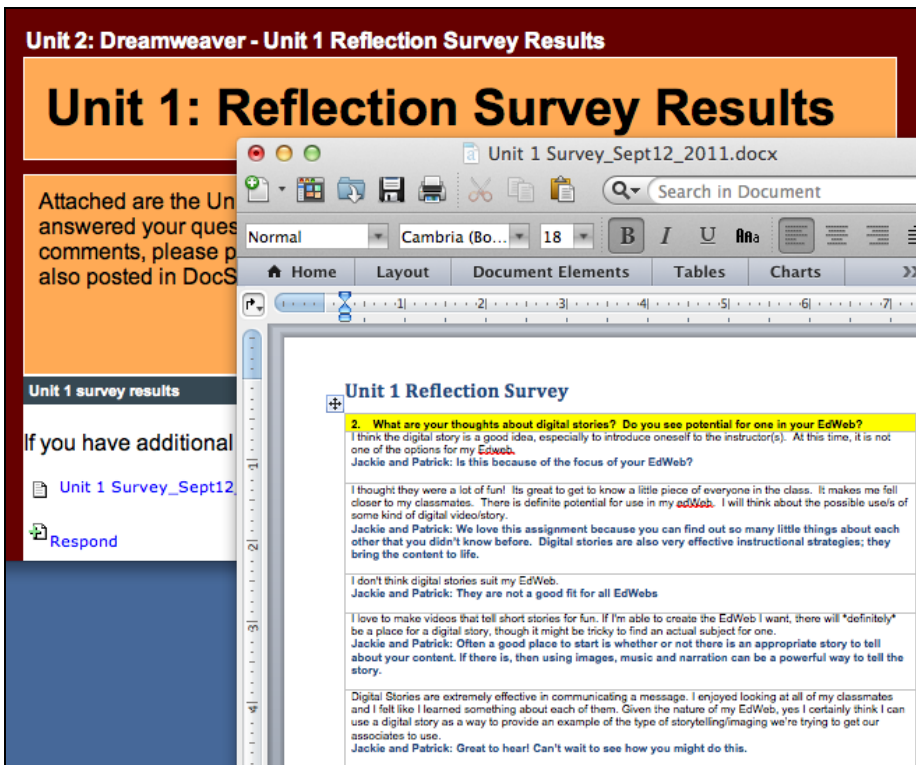 Unit 2: Dreamweaver - Unit 1 Reflection Survey Results
Unit 1: Reflection Survey Results
Attached are the Un
answered your ques
comments, please p
also posted in DocS
Unit 1 survey results
If you have additional
Unit 1 Survey_Sept12_
Respond
Unit 1 Survey_Sept12_2011.docx
Search in Document
Normal
Cambria (Bo...
18
B I U ABa
Home Layout Document Elements Tables Charts
1 2 3 4 5 6 7
1
2
3
4
Unit 1 Reflection Survey
2. What are your thoughts about digital stories? Do you see potential for one in your EdWeb?
I think the digital story is a good idea, especially to introduce oneself to the instructor(s). At this time, it is not
one of the options for my Edweb.
Jackie and Patrick: Is this because of the focus of your EdWeb?
I thought they were a lot of fun! Its great to get to know a little piece of everyone in the class. It makes me fell
closer to my classmates. There is definite potential for use in my edWeb. I will think about the possible use/s of
some kind of digital video/story.
Jackie and Patrick: We love this assignment because you can find out so many little things about each
other that you didn't know before. Digital stories are also very effective instructional strategies; they
bring the content to life.
I don't think digital stories suit my EdWeb.
Jackie and Patrick: They are not a good fit for all EdWebs
I love to make videos that tell short stories for fun. If I'm able to create the EdWeb I want, there will *definitely*
be a place for a digital story, though it might be tricky to find an actual subject for one.
Jackie and Patrick: Often a good place to start is whether or not there is an appropriate story to tell
about your content. If there is, then using images, music and narration can be a powerful way to tell the
story.
Digital Stories are extremely effective in communicating a message. I enjoyed looking at all of my classmates
and I felt like I learned something about each of them. Given the nature of my EdWeb, yes I certainly think I can
use a digital story as a way to provide an example of the type of storytelling/imaging we're trying to get our
associates to use.
Jackie and Patrick: Great to hear! Can't wait to see how you might do this.